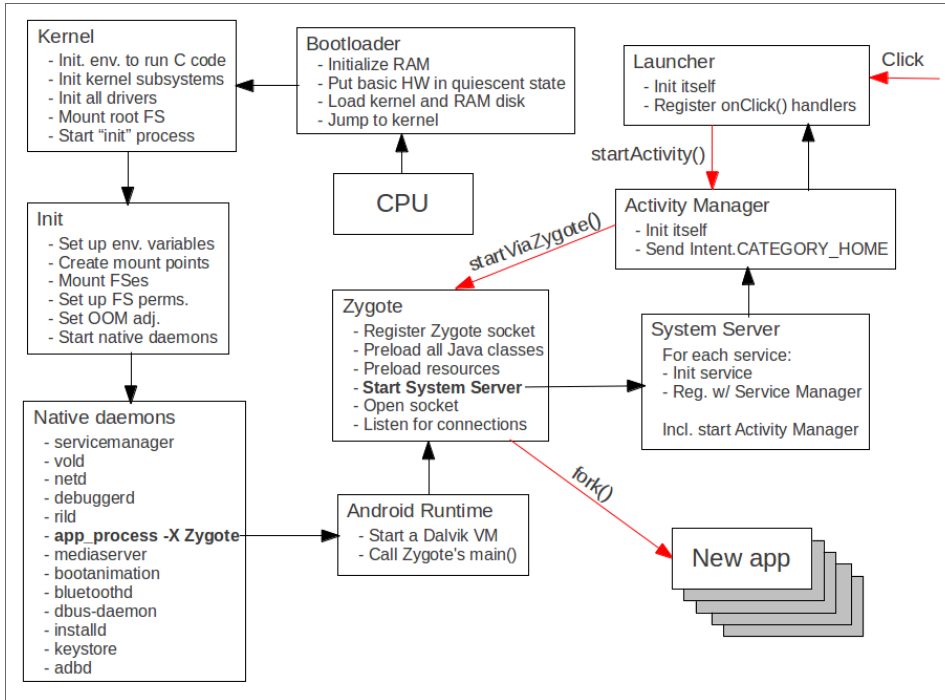 Kernel
- Init. env. to run C code
- Init kernel subsystems
- Init all drivers
- Mount root FS
- Start “init” process
Bootloader
- Initialize RAM
- Put basic HW in quiescent state
- Load kernel and RAM disk
- Jump to kernel
CPU
Launcher
- Init itself
- Register onClick() handlers
Click
startActivity()
Activity Manager
- Init itself
- Send Intent.CATEGORY_HOME
startViaZygote()
Init
- Set up env. variables
- Create mount points
- Mount FSes
- Set up FS perms.
- Set OOM adj.
- Start native daemons
Zygote
- Register Zygote socket
- Preload all Java classes
- Preload resources
- Start System Server
- Open socket
- Listen for connections
System Server
For each service:
- Init service
- Reg. w/ Service Manager
Incl. start Activity Manager
Native daemons
- servicemanager
- vold
- netd
- debuggerd
- rild
- app_process -X Zygote
- mediaserver
- bootanimation
- bluetoothd
- dbus-daemon
- installd
- keystore
- adbd
Android Runtime
- Start a Dalvik VM
- Call Zygote's main()
fork()
New app